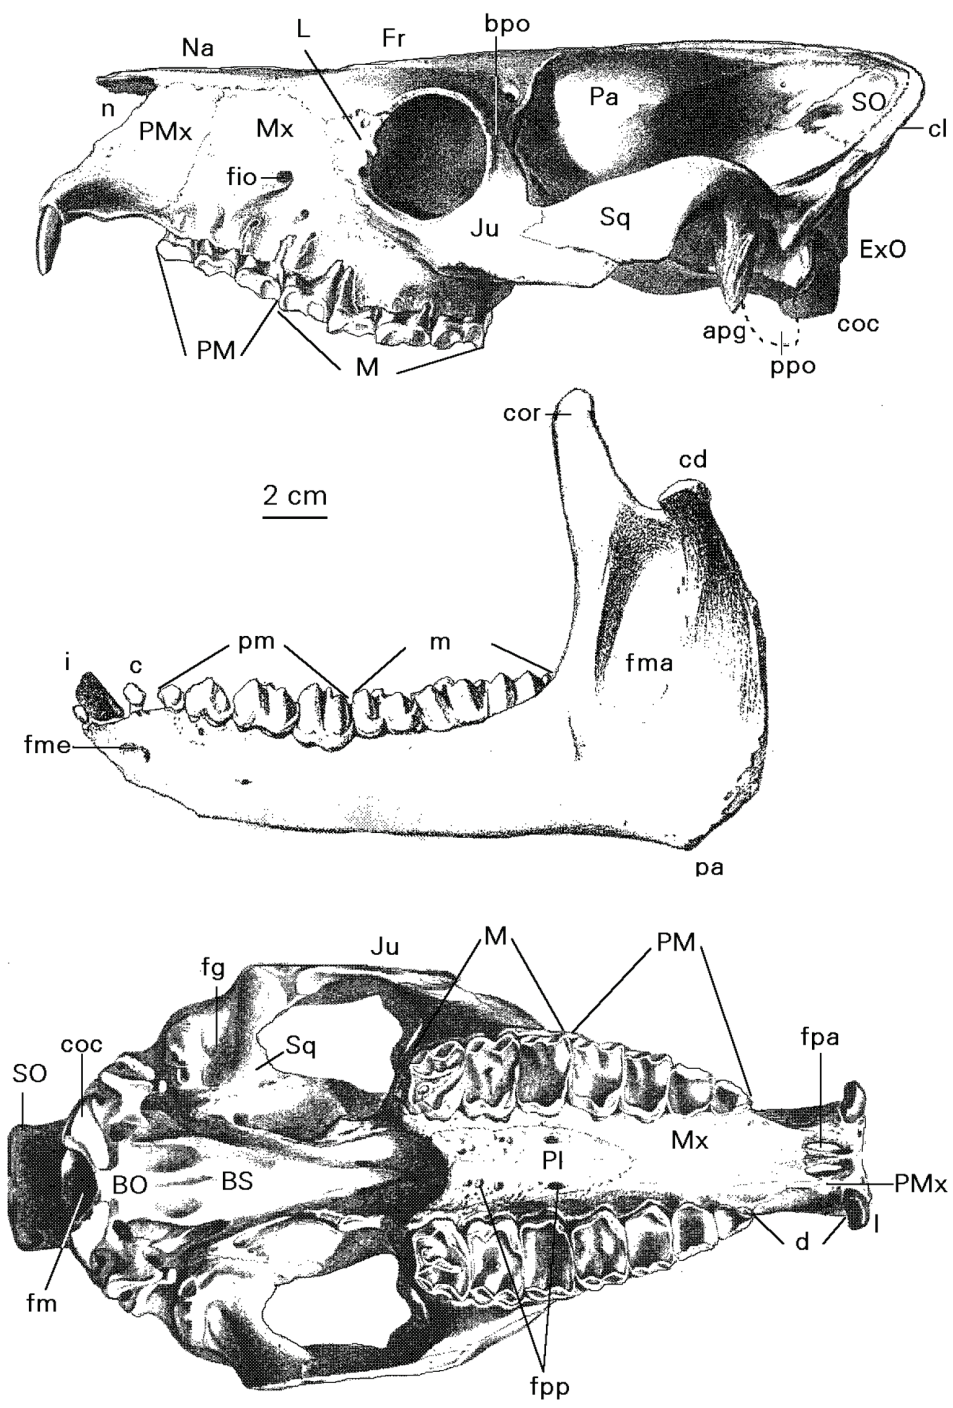 L
bpo
Na
Fr
n
PMx
Mx
Pa
SO
cl
fio
Ju
Sq
ExO
apg
coc
PM
M
ppo
cor
cd
2 cm
i
c
pm
m
fma
fme
pa
M
PM
Ju
fg
coc
Sq
fpa
SO
Mx
Pl
BO
BS
PMx
d
I
fm
fpp